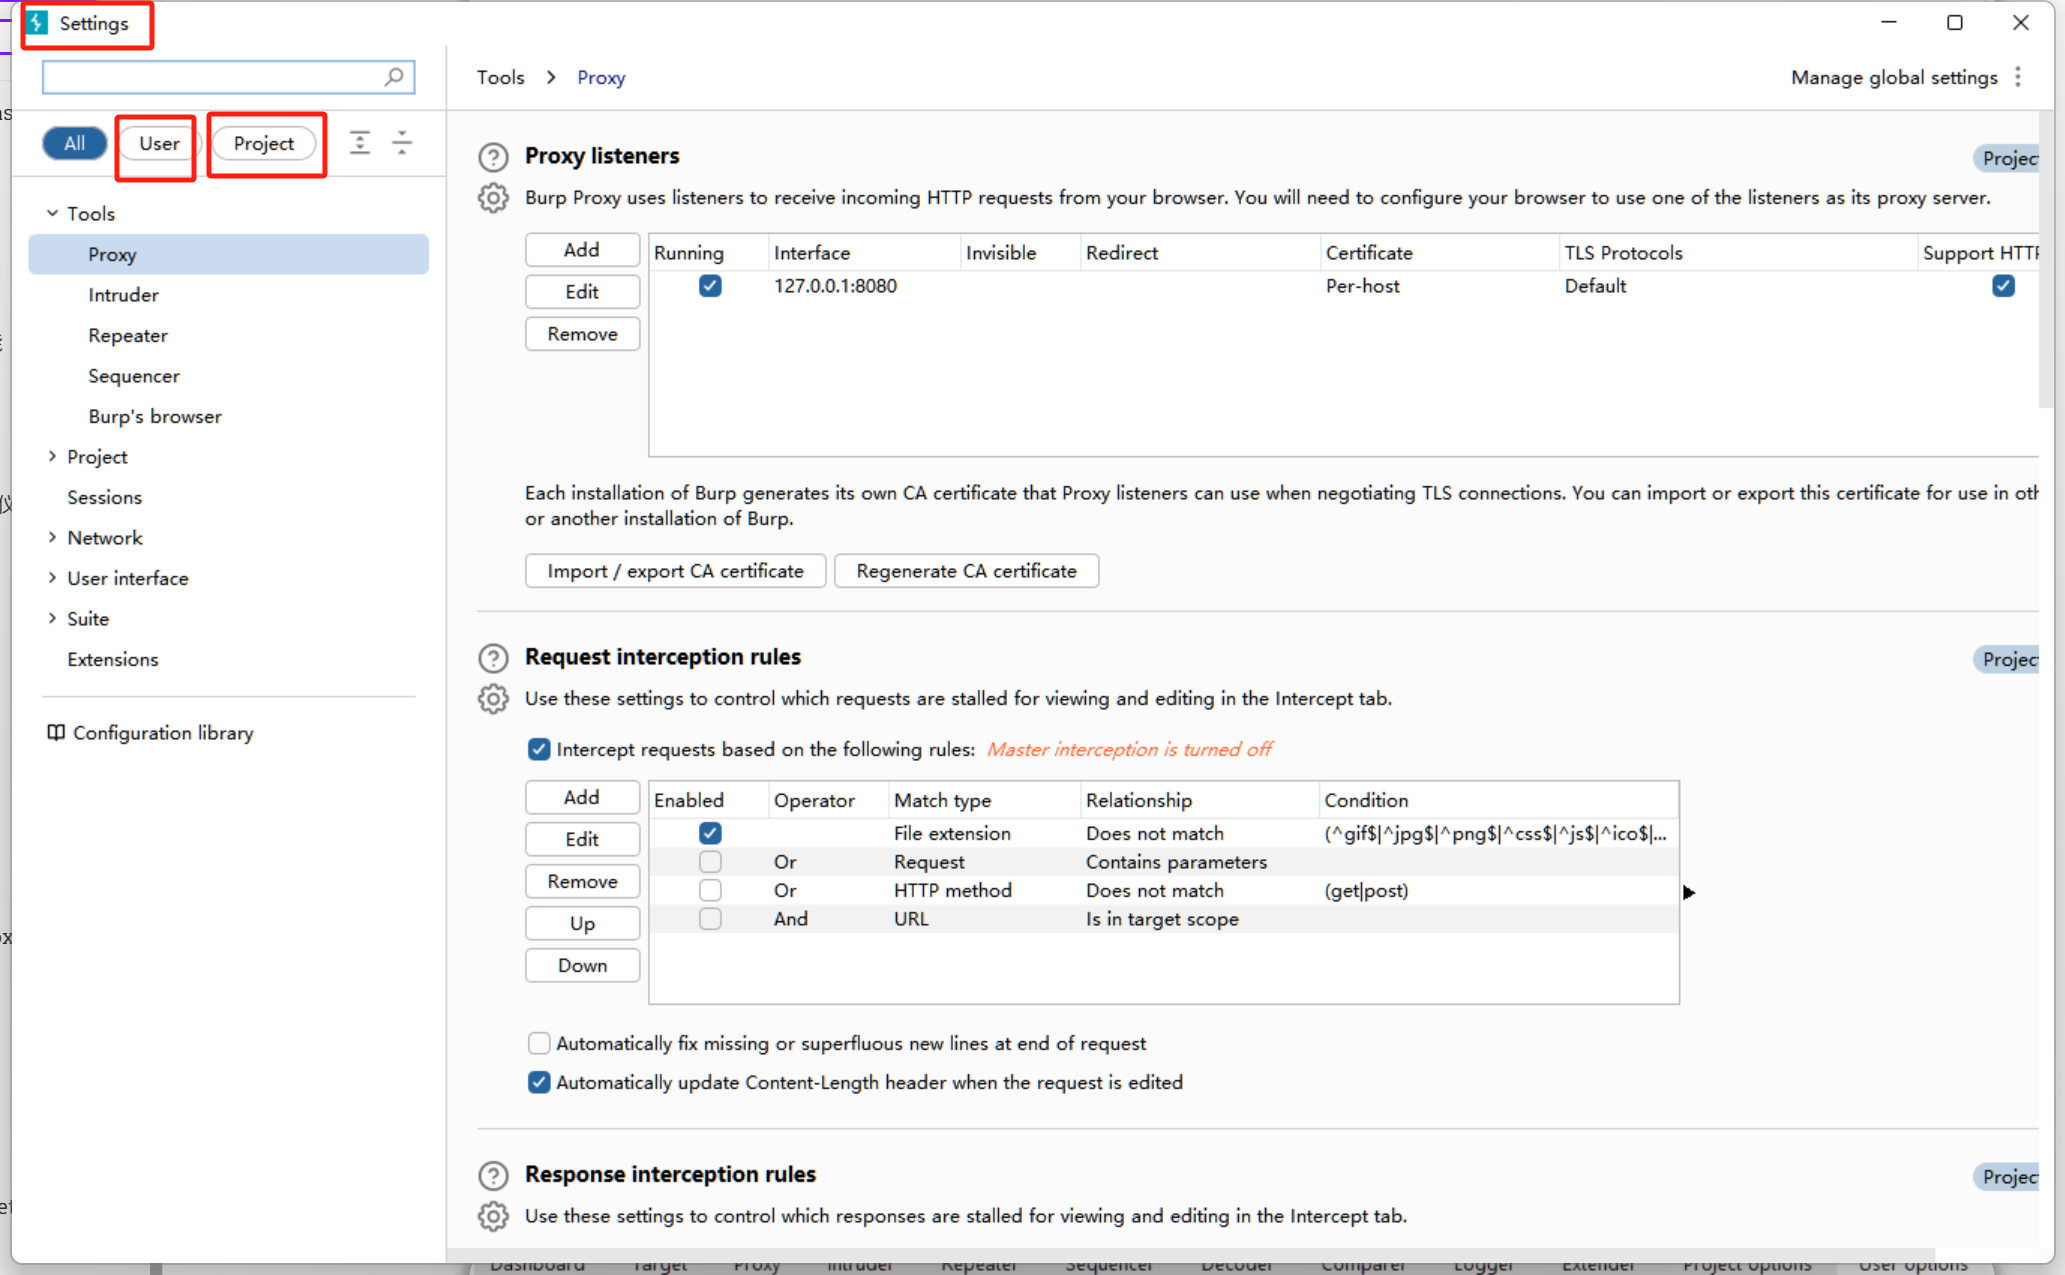 Settings
Tools > Proxy
Manage global settings
All
User
Project
Tools
Proxy
Intruder
Repeater
Sequencer
Burp's browser
Project
Sessions
Network
User interface
Suite
Extensions
Configuration library
Proxy listeners
Projec
Burp Proxy uses listeners to receive incoming HTTP requests from your browser. You will need to configure your browser to use one of the listeners as its proxy server.
Add
Edit
Remove
Running Interface Invisible Redirect Certificate TLS Protocols Support HTTP
127.0.0.1:8080 Per-host Default
Each installation of Burp generates its own CA certificate that Proxy listeners can use when negotiating TLS connections. You can import or export this certificate for use in oth
or another installation of Burp.
Import / export CA certificate
Regenerate CA certificate
Request interception rules
Projec
Use these settings to control which requests are stalled for viewing and editing in the Intercept tab.
Intercept requests based on the following rules: Master interception is turned off
Add
Edit
Remove
Up
Down
Enabled Operator Match type Relationship Condition
File extension Does not match (^gif$|^jpg$|^png$|^css$|^js$|^ico$|...
Or Request Contains parameters
Or HTTP method Does not match (get|post)
And URL Is in target scope
Automatically fix missing or superfluous new lines at end of request
Automatically update Content-Length header when the request is edited
Response interception rules
Projec
Use these settings to control which responses are stalled for viewing and editing in the Intercept tab.
Dashboard Target Proxy Intruder Repeater Sequencer Decoder Comparer Logger Extender Project options User options